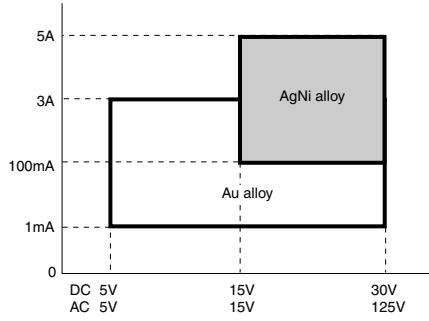 5A
AgNi alloy
3A
100mA
Au alloy
1mA
0
DC 5V 15V 30V
AC 5V 15V 125V